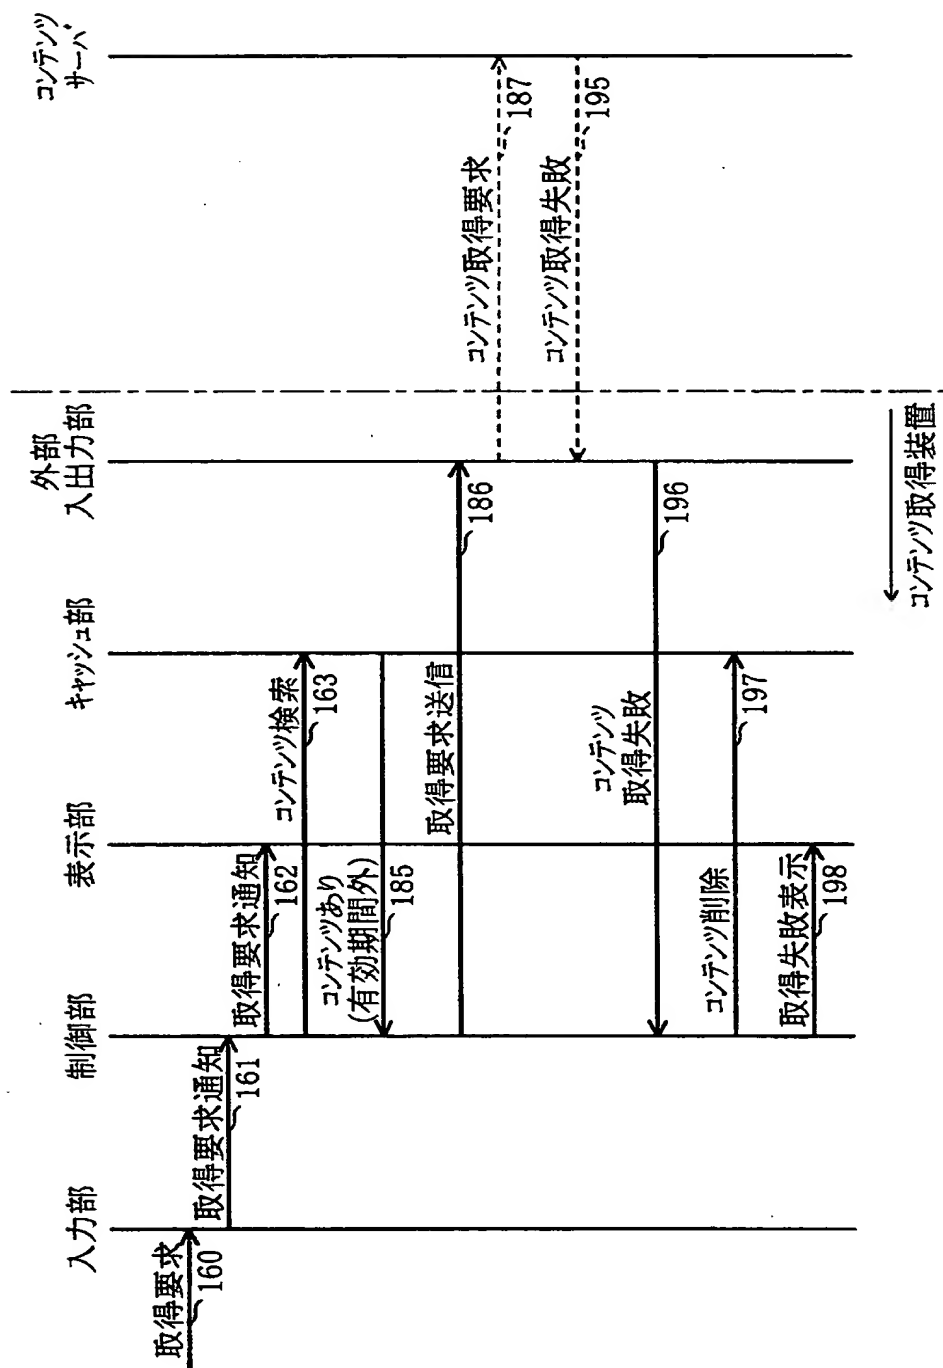 入力部
制御部
表示部
キャッシュ部
外部
入出力部
コンテンツ
サーバ
取得要求
160
取得要求通知
161
取得要求通知
162
コンテンツ検索
163
コンテンツあり
(有効期間外)
185
取得要求送信
186
コンテンツ取得要求
187
コンテンツ取得失敗
195
コンテンツ
取得失敗
196
コンテンツ削除
197
取得失敗表示
198
コンテンツ取得装置